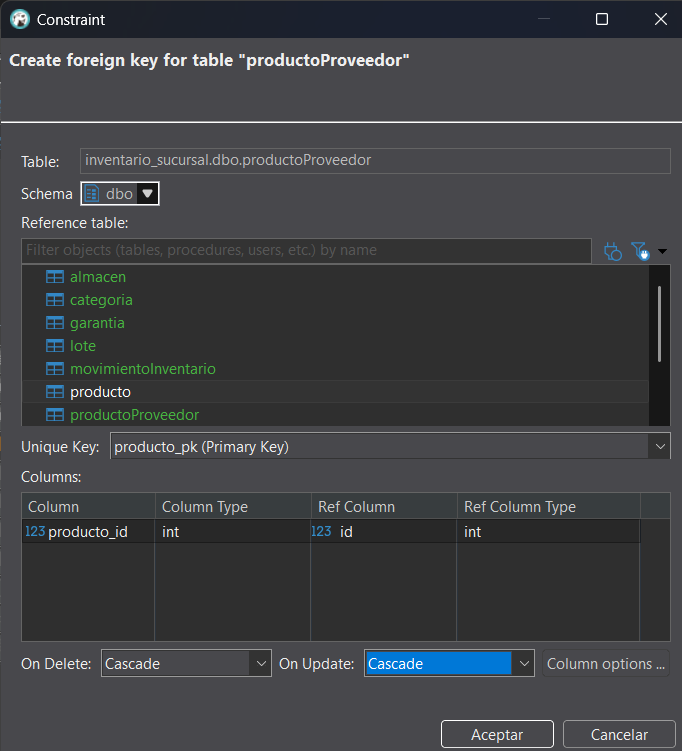 Constraint
Create foreign key for table "productoProveedor"
Table: inventario_sucursal.dbo.productoProveedor
Schema dbo
Reference table:
Filter objects (tables, procedures, users, etc.) by name
almacen
categoria
garantia
lote
movimientoInventario
producto
productoProveedor
Unique Key: producto_pk (Primary Key)
Columns:
Column Column Type Ref Column Ref Column Type
123 producto_id int 123 id int
On Delete: Cascade On Update: Cascade Column options ...
Aceptar Cancelar